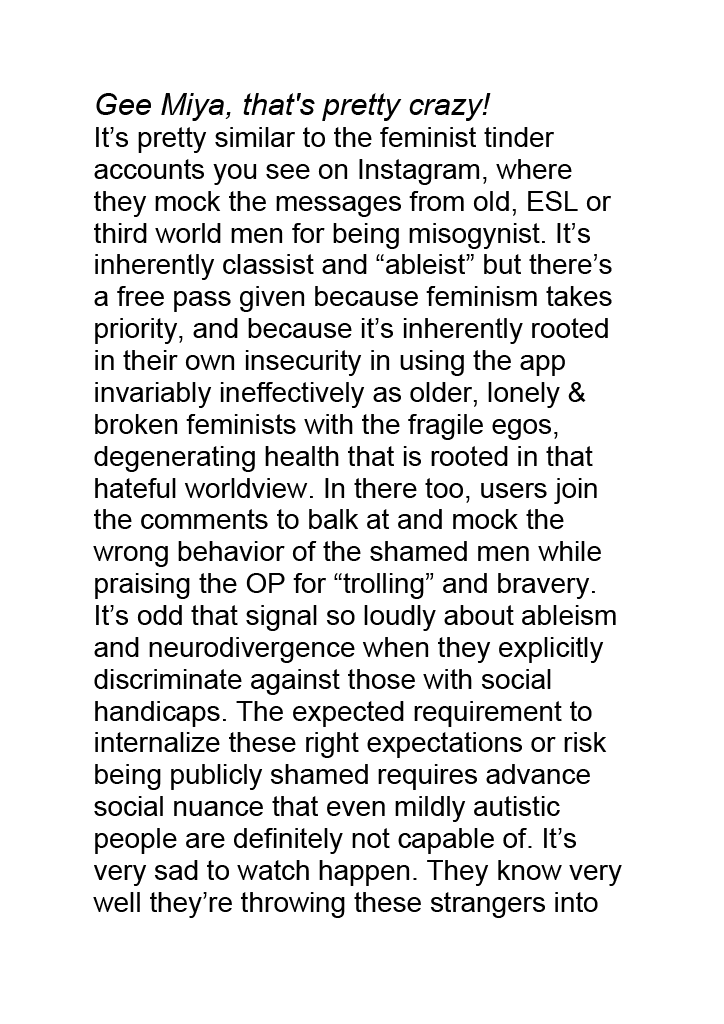 Gee Miya, that's pretty crazy!
It’s pretty similar to the feminist tinder
accounts you see on Instagram, where
they mock the messages from old, ESL or
third world men for being misogynist. It’s
inherently classist and “ableist” but there’s
a free pass given because feminism takes
priority, and because it’s inherently rooted
in their own insecurity in using the app
invariably ineffectively as older, lonely &
broken feminists with the fragile egos,
degenerating health that is rooted in that
hateful worldview. In there too, users join
the comments to balk at and mock the
wrong behavior of the shamed men while
praising the OP for “trolling” and bravery.
It’s odd that signal so loudly about ableism
and neurodivergence when they explicitly
discriminate against those with social
handicaps. The expected requirement to
internalize these right expectations or risk
being publicly shamed requires advance
social nuance that even mildly autistic
people are definitely not capable of. It’s
very sad to watch happen. They know very
well they’re throwing these strangers into